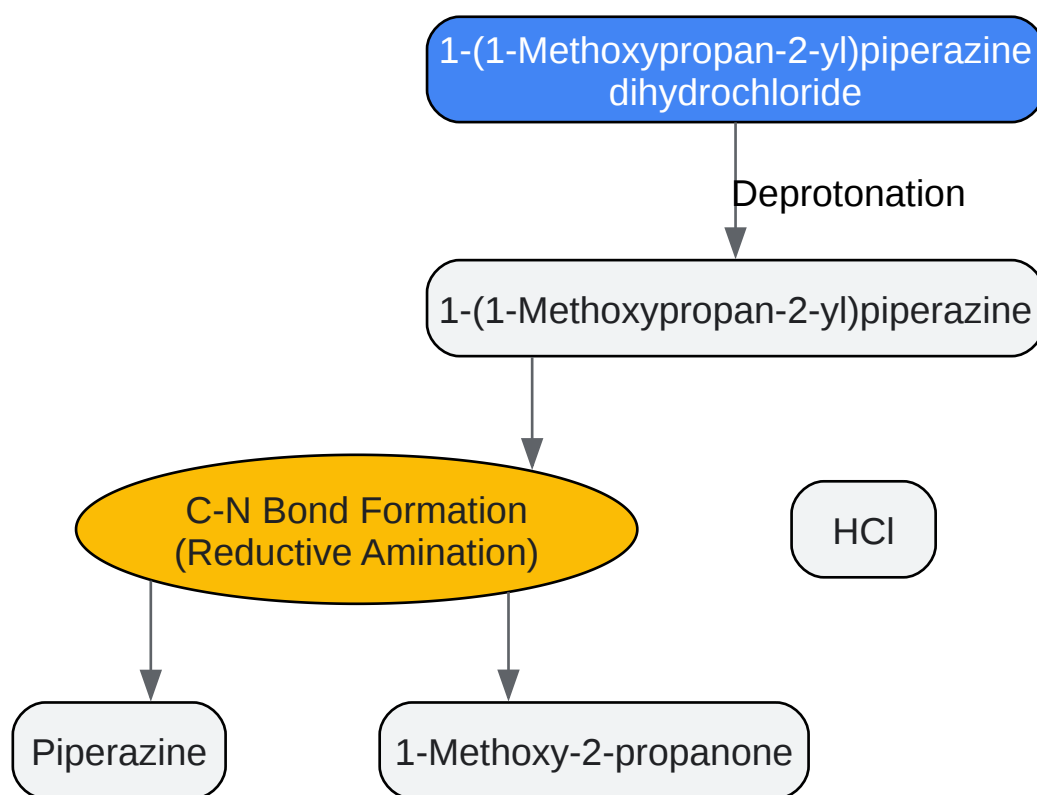 1-(1-Methoxypropan-2-yl)piperazine
dihydrochloride
Deprotonation
1-(1-Methoxypropan-2-yl)piperazine
C-N Bond Formation
(Reductive Amination)
HCl
Piperazine
1-Methoxy-2-propanone